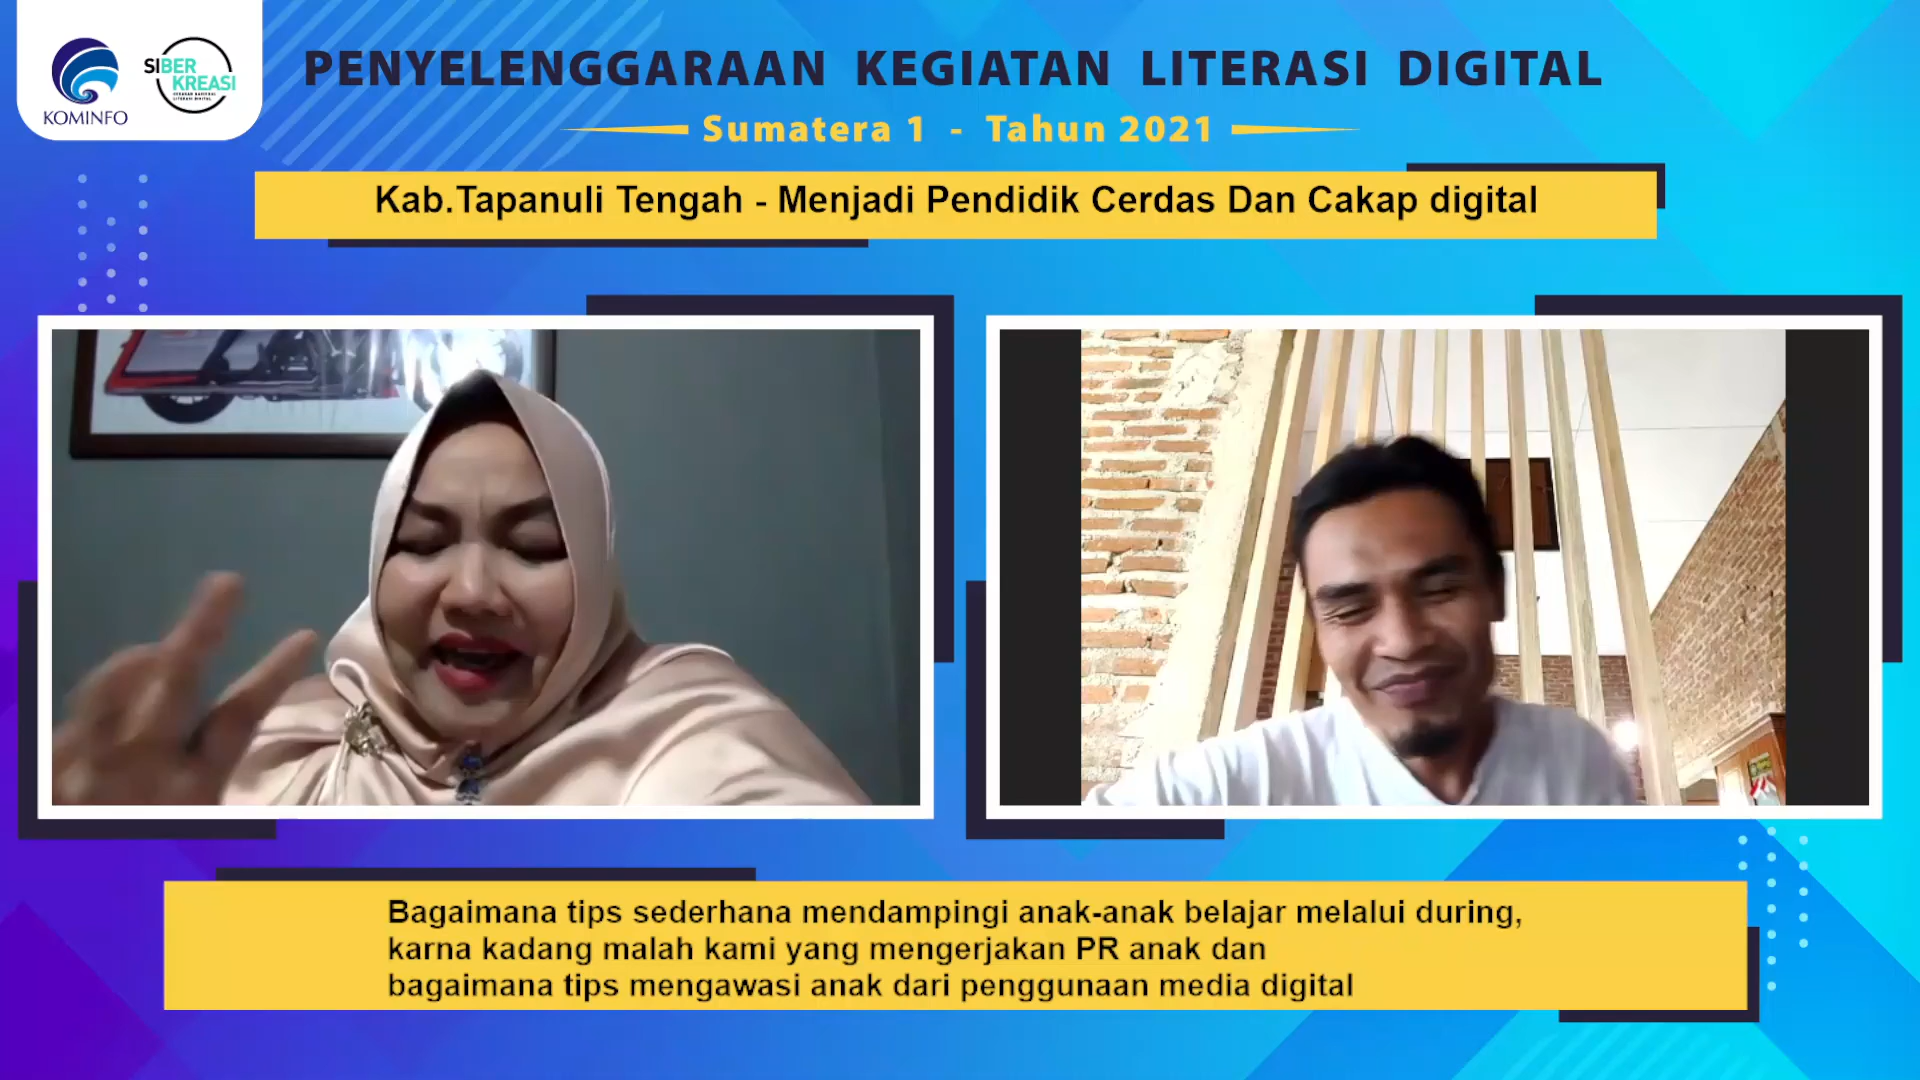 KOMINFO
SIBER
KREASI
PENYELENGGARAAN KEGIATAN LITERASI DIGITAL
Sumatera 1 - Tahun 2021
Kab.Tapanuli Tengah - Menjadi Pendidik Cerdas Dan Cakap digital
Bagaimana tips sederhana mendampingi anak-anak belajar melalui during,
karna kadang malah kami yang mengerjakan PR anak dan
bagaimana tips mengawasi anak dari penggunaan media digital